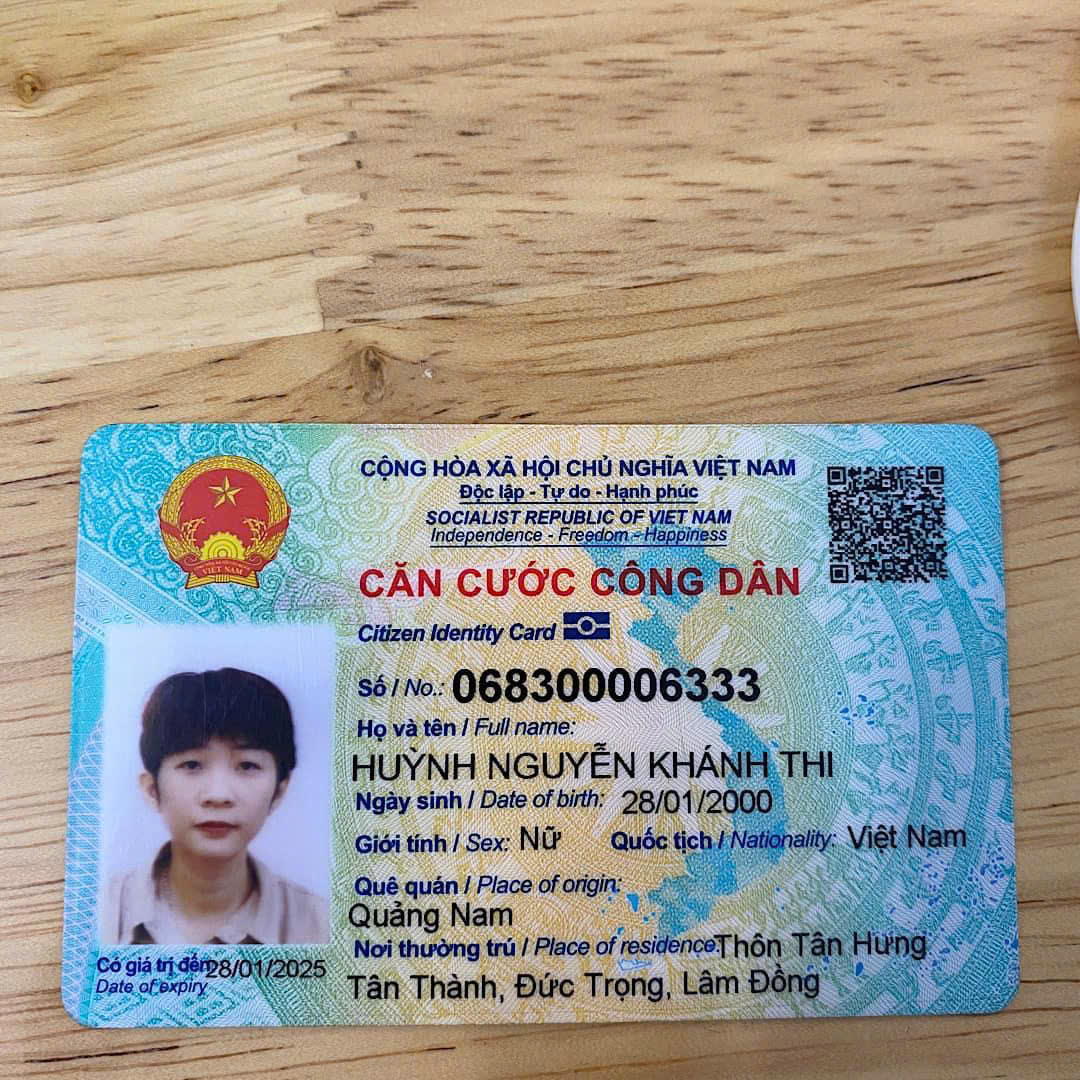 CỘNG HÒA XÃ HỘI CHỦ NGHĨA VIỆT NAM
Độc lập - Tự do - Hạnh phúc
SOCIALIST REPUBLIC OF VIET NAM
Independence - Freedom - Happiness
CĂN CƯỚC CÔNG DÂN
Citizen Identity Card
Số / No.: 068300006333
Họ và tên / Full name:
HUỲNH NGUYỄN KHÁNH THI
Ngày sinh / Date of birth: 28/01/2000
Giới tính / Sex: Nữ Quốc tịch / Nationality: Việt Nam
Quê quán / Place of origin:
Quảng Nam
Nơi thường trú / Place of residence: Thôn Tân Hưng
Tân Thành, Đức Trọng, Lâm Đồng
Có giá trị đến 28/01/2025
Date of expiry
VIỆT NAM